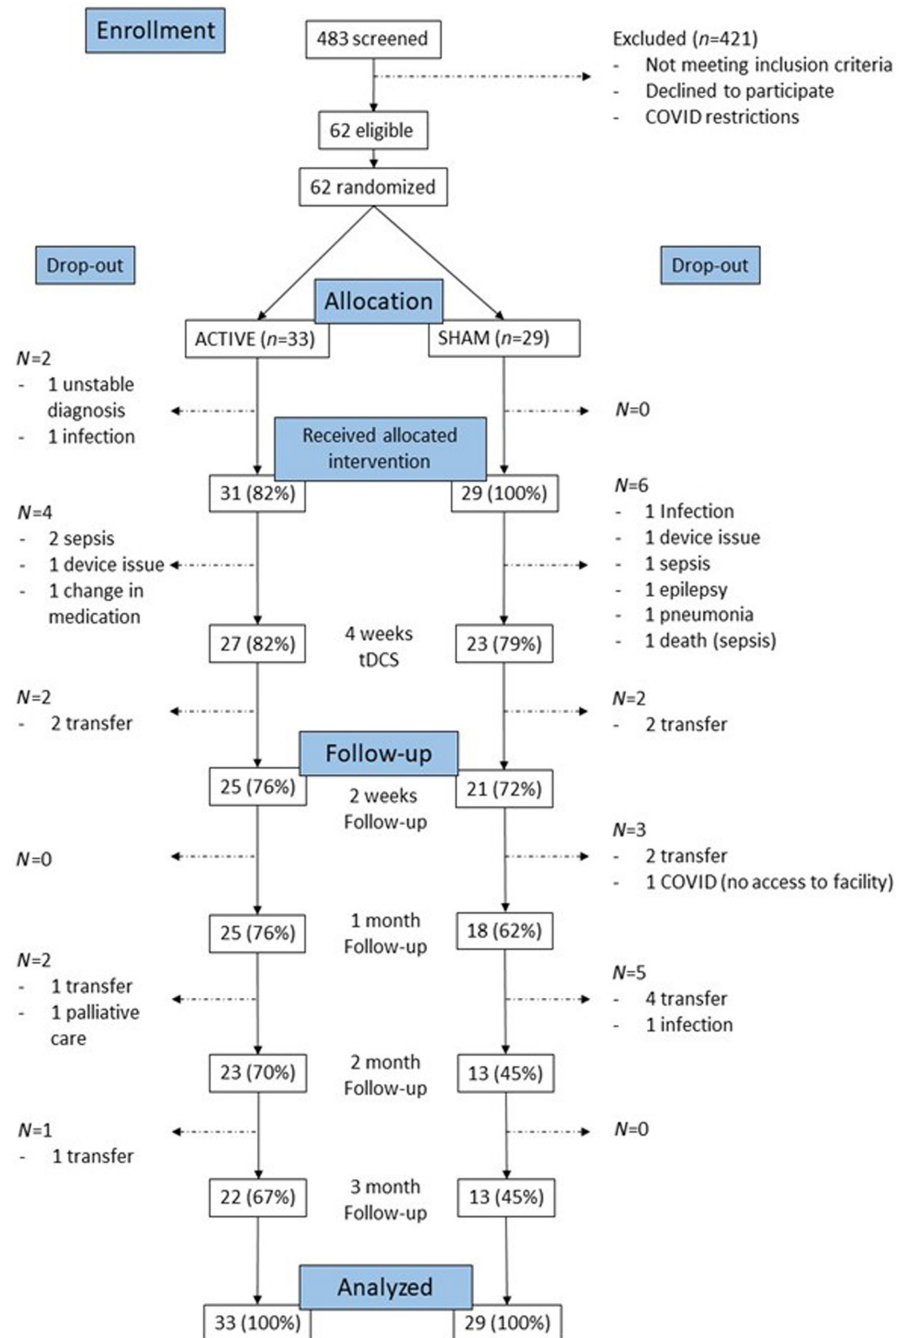 Enrollment
483 screened
Excluded (n=421)
- Not meeting inclusion criteria
- Declined to participate
- COVID restrictions
62 eligible
62 randomized
Drop-out
Drop-out
Allocation
ACTIVE (n=33)
SHAM (n=29)
N=2
- 1 unstable
diagnosis
- 1 infection
N=0
Received allocated
intervention
31 (82%)
29 (100%)
N=4
- 2 sepsis
- 1 device issue
- 1 change in
medication
N=6
- 1 Infection
- 1 device issue
- 1 sepsis
- 1 epilepsy
- 1 pneumonia
- 1 death (sepsis)
27 (82%)
4 weeks
tDCS
23 (79%)
N=2
- 2 transfer
N=2
- 2 transfer
Follow-up
25 (76%)
2 weeks
Follow-up
21 (72%)
N=0
N=3
- 2 transfer
- 1 COVID (no access to facility)
25 (76%)
1 month
Follow-up
18 (62%)
N=2
- 1 transfer
- 1 palliative
care
N=5
- 4 transfer
- 1 infection
23 (70%)
2 month
Follow-up
13 (45%)
N=1
- 1 transfer
N=0
22 (67%)
3 month
Follow-up
13 (45%)
Analyzed
33 (100%)
29 (100%)